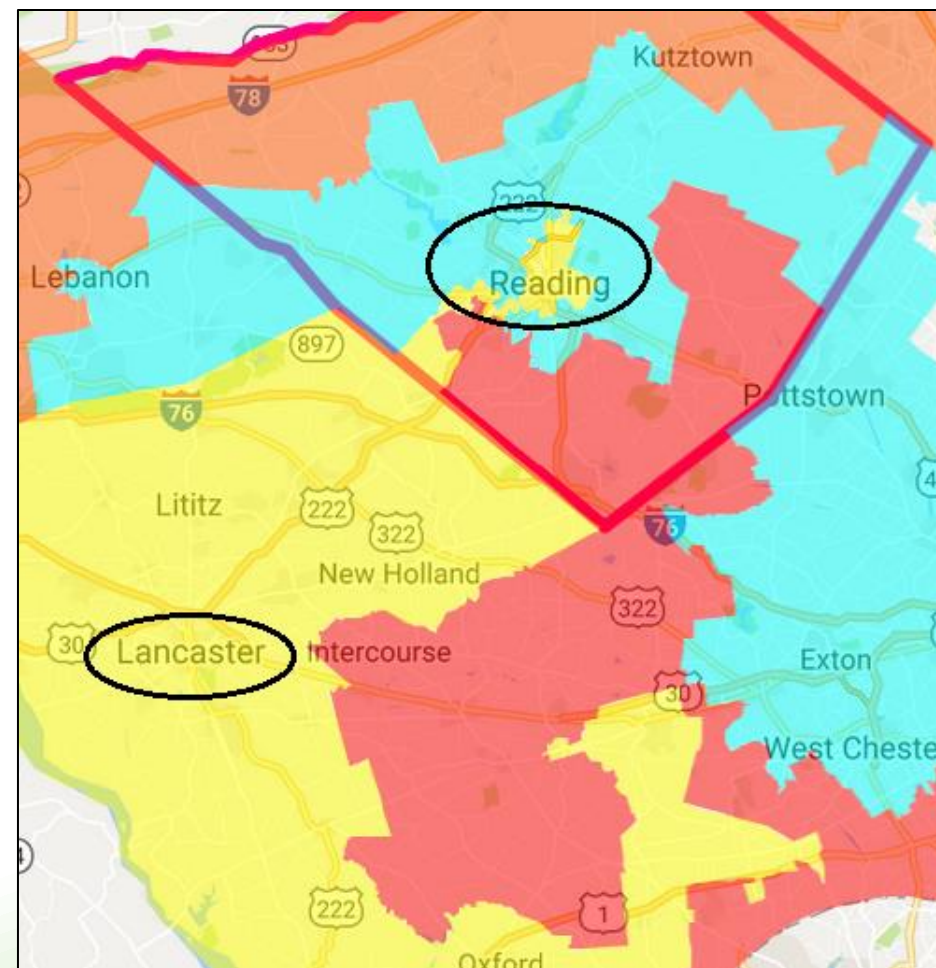 Kutztown
78
222
Lebanon
Reading
897
76
Pottstown
Lititz
222
322
New Holland
76
322
30
Lancaster
Intercourse
Exton
30
West Cheste
222
1
Oxford